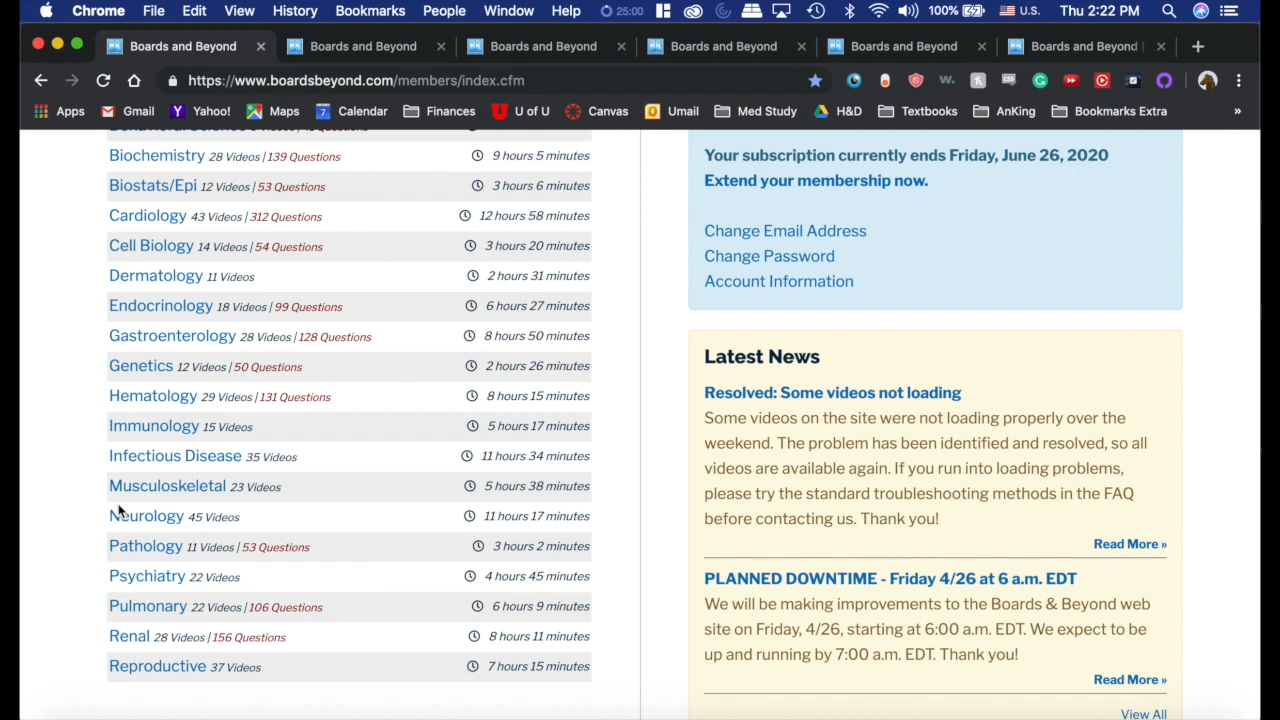 Chrome File Edit View History Bookmarks People Window Help 25:00 100% U.S. Thu 2:22 PM
Boards and Beyond Boards and Beyond Boards and Beyond Boards and Beyond Boards and Beyond Boards and Beyond
https://www.boardsbeyond.com/members/index.cfm
Apps Gmail Yahoo! Maps Calendar Finances U of U Canvas Umail Med Study H&D Textbooks AnKing Bookmarks Extra »
Biochemistry 28 Videos | 139 Questions 9 hours 5 minutes
Biostats/Epi 12 Videos | 53 Questions 3 hours 6 minutes
Cardiology 43 Videos | 312 Questions 12 hours 58 minutes
Cell Biology 14 Videos | 54 Questions 3 hours 20 minutes
Dermatology 11 Videos 2 hours 31 minutes
Endocrinology 18 Videos | 99 Questions 6 hours 27 minutes
Gastroenterology 28 Videos | 128 Questions 8 hours 50 minutes
Genetics 12 Videos | 50 Questions 2 hours 26 minutes
Hematology 29 Videos | 131 Questions 8 hours 15 minutes
Immunology 15 Videos 5 hours 17 minutes
Infectious Disease 35 Videos 11 hours 34 minutes
Musculoskeletal 23 Videos 5 hours 38 minutes
Neurology 45 Videos 11 hours 17 minutes
Pathology 11 Videos | 53 Questions 3 hours 2 minutes
Psychiatry 22 Videos 4 hours 45 minutes
Pulmonary 22 Videos | 106 Questions 6 hours 9 minutes
Renal 28 Videos | 156 Questions 8 hours 11 minutes
Reproductive 37 Videos 7 hours 15 minutes
Your subscription currently ends Friday, June 26, 2020
Extend your membership now.
Change Email Address
Change Password
Account Information
Latest News
Resolved: Some videos not loading
Some videos on the site were not loading properly over the
weekend. The problem has been identified and resolved, so all
videos are available again. If you run into loading problems,
please try the standard troubleshooting methods in the FAQ
before contacting us. Thank you!
Read More »
PLANNED DOWNTIME - Friday 4/26 at 6 a.m. EDT
We will be making improvements to the Boards & Beyond web
site on Friday, 4/26, starting at 6:00 a.m. EDT. We expect to be
up and running by 7:00 a.m. EDT. Thank you!
Read More »
View All